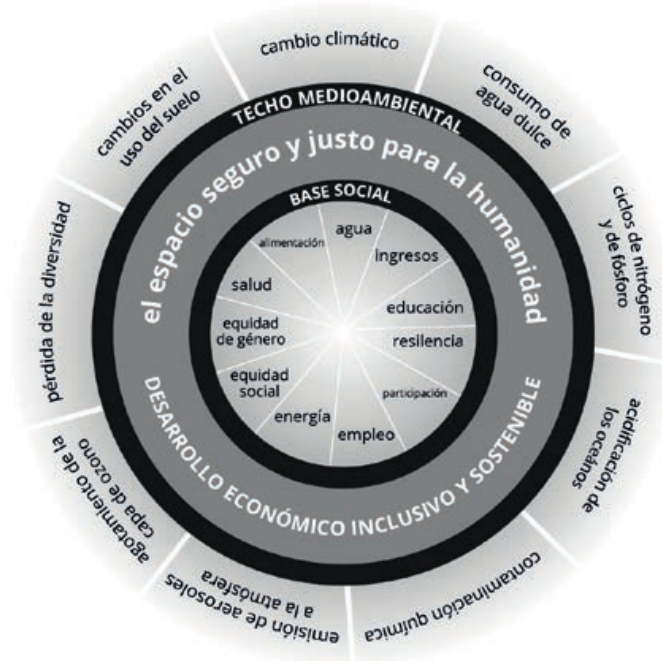 cambio climático
consumo de
agua dulce
ciclos de nitrógeno
y de fósforo
acidificación de
los oceános
contaminación química
emisión de aerosoles
a la atmósfera
agotamiento de la
capa de ozono
pérdida de la diversidad
cambios en el
uso del suelo
TECHO MEDIOAMBIENTAL
el espacio seguro y justo para la humanidad
DESARROLLO ECONÓMICO INCLUSIVO Y SOSTENIBLE
BASE SOCIAL
agua
ingresos
educación
resilencia
participación
empleo
energía
equidad
social
equidad
de género
salud
alimentación